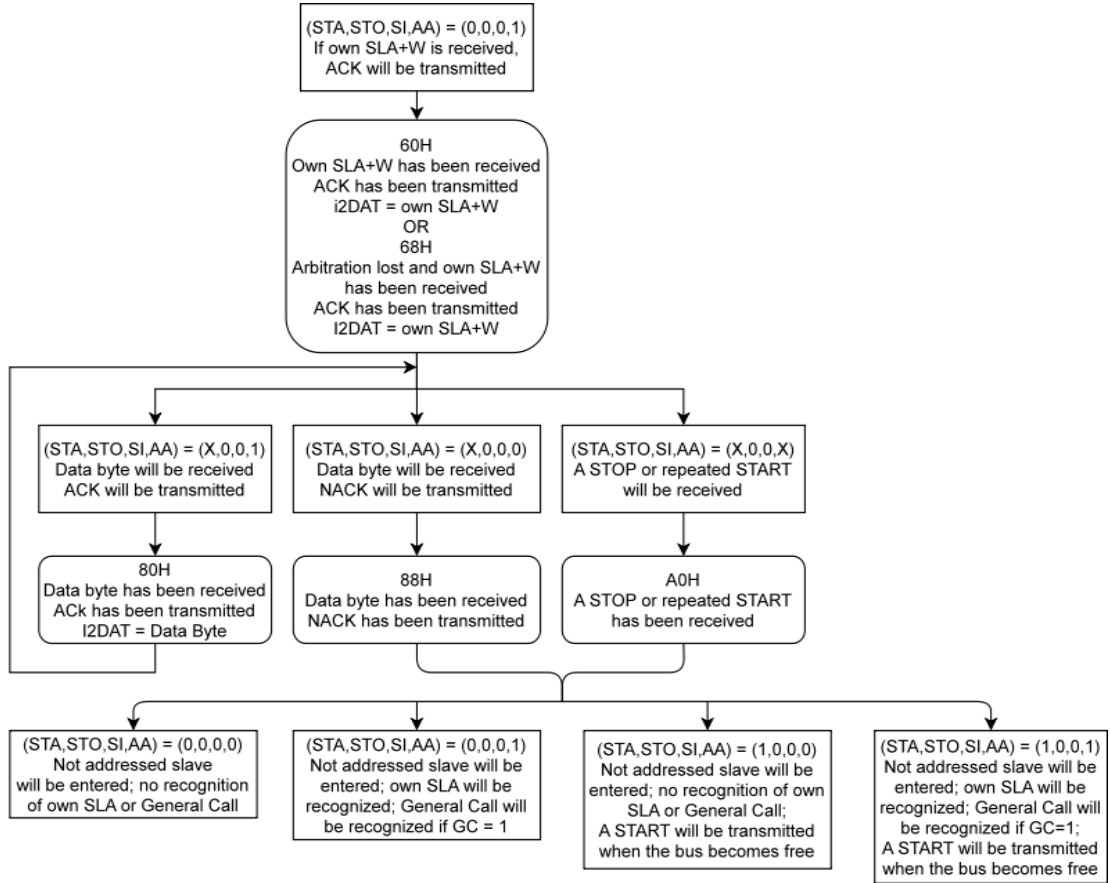 (STA,STO,SI,AA) = (0,0,0,1)
If own SLA+W is received,
ACK will be transmitted
60H
Own SLA+W has been received
ACK has been transmitted
i2DAT = own SLA+W
OR
68H
Arbitration lost and own SLA+W
has been received
ACK has been transmitted
I2DAT = own SLA+W
(STA,STO,SI,AA) = (X,0,0,1)
Data byte will be received
ACK will be transmitted
(STA,STO,SI,AA) = (X,0,0,0)
Data byte will be received
NACK will be transmitted
(STA,STO,SI,AA) = (X,0,0,X)
A STOP or repeated START
will be received
80H
Data byte has been received
ACk has been transmitted
I2DAT = Data Byte
88H
Data byte has been received
NACK has been transmitted
A0H
A STOP or repeated START
has been received
(STA,STO,SI,AA) = (0,0,0,0)
Not addressed slave
will be entered; no recognition
of own SLA or General Call
(STA,STO,SI,AA) = (0,0,0,1)
Not addressed slave will be
entered; own SLA will be
recognized; General Call will
be recognized if GC = 1
(STA,STO,SI,AA) = (1,0,0,0)
Not addressed slave will be
entered; no recognition of own
SLA or General Call;
A START will be transmitted
when the bus becomes free
(STA,STO,SI,AA) = (1,0,0,1)
Not addressed slave will be
entered; own SLA will be
recognized; General Call will
be recognized if GC=1;
A START will be transmitted
when the bus becomes free